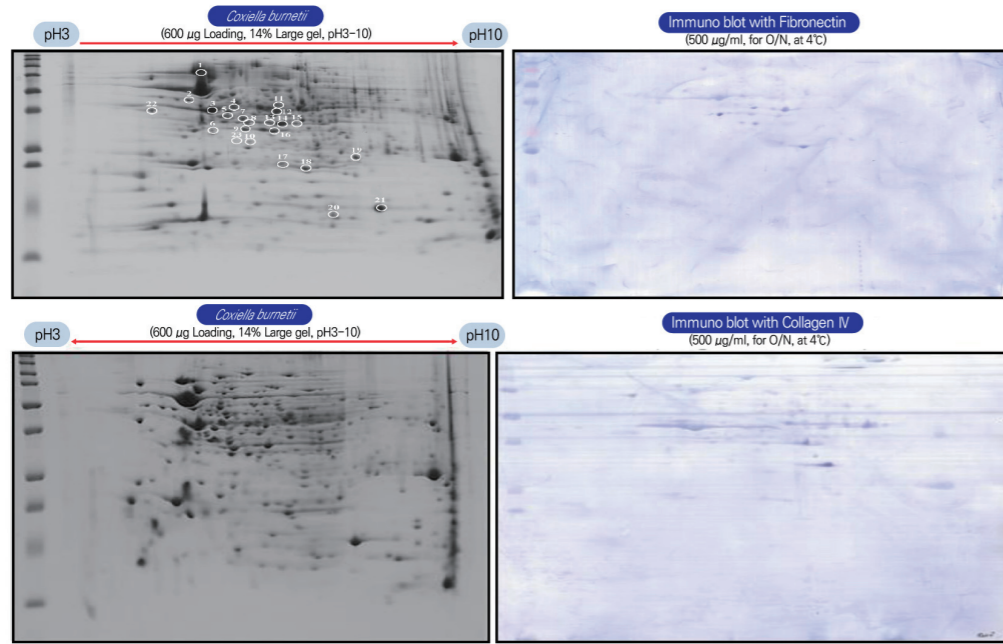 Coxiella burnetii
pH3
(600 µg Loading, 14% Large gel, pH3-10)
pH10
Immuno blot with Fibronectin
(500 µg/ml, for O/N, at 4℃)
1
2
22
3
4
11
5
7
12
8
13
14
15
6
9
16
23
10
17
18
19
20
21
Coxiella burnetii
pH3
(600 µg Loading, 14% Large gel, pH3-10)
pH10
Immuno blot with Collagen IV
(500 µg/ml, for O/N, at 4℃)